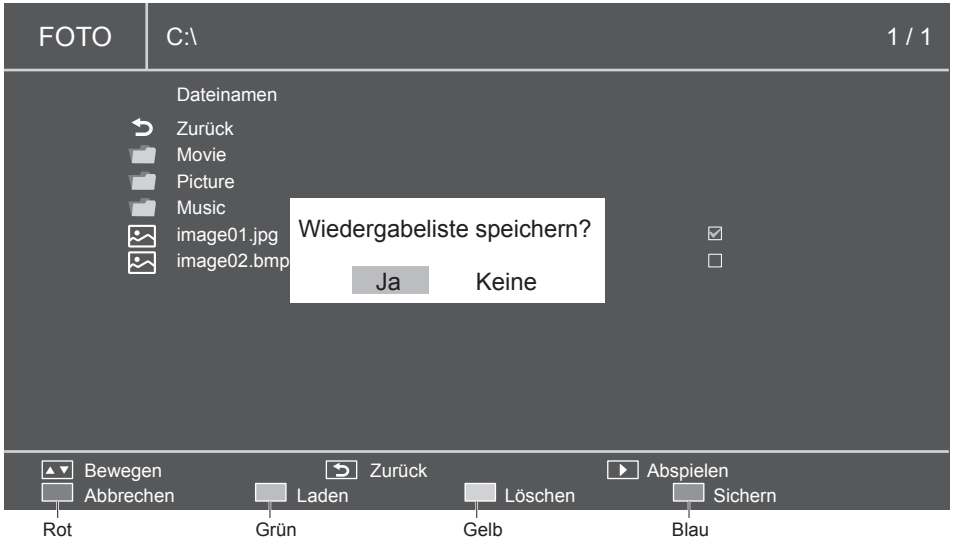 FOTO C:\ 1 / 1
Dateinamen
Zurück
Movie
Picture
Music
image01.jpg
image02.bmp
Wiedergabeliste speichern?
Ja Keine
Bewegen Zurück Abspielen
Abbrechen Laden Löschen Sichern
Rot Grün Gelb Blau